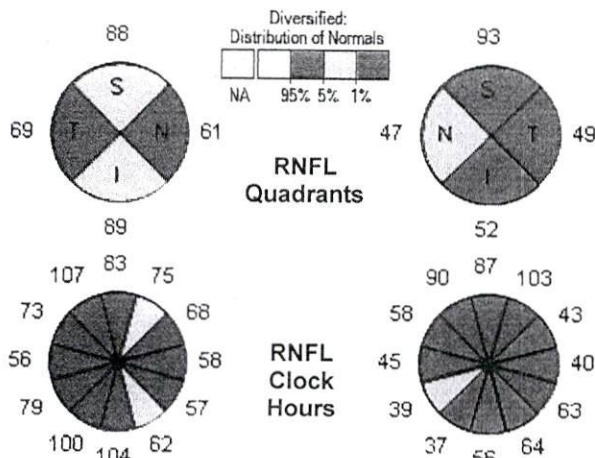 Diversified:
Distribution of Normals
NA 95% 5% 1%
88
S
69 T N 61
I
89
93
S
47 N T 49
I
52
RNFL
Quadrants
83
107 75
73 68
56 58
79 57
100 62
104
RNFL
Clock
Hours
87
90 103
58 43
45 40
39 63
37 64
56